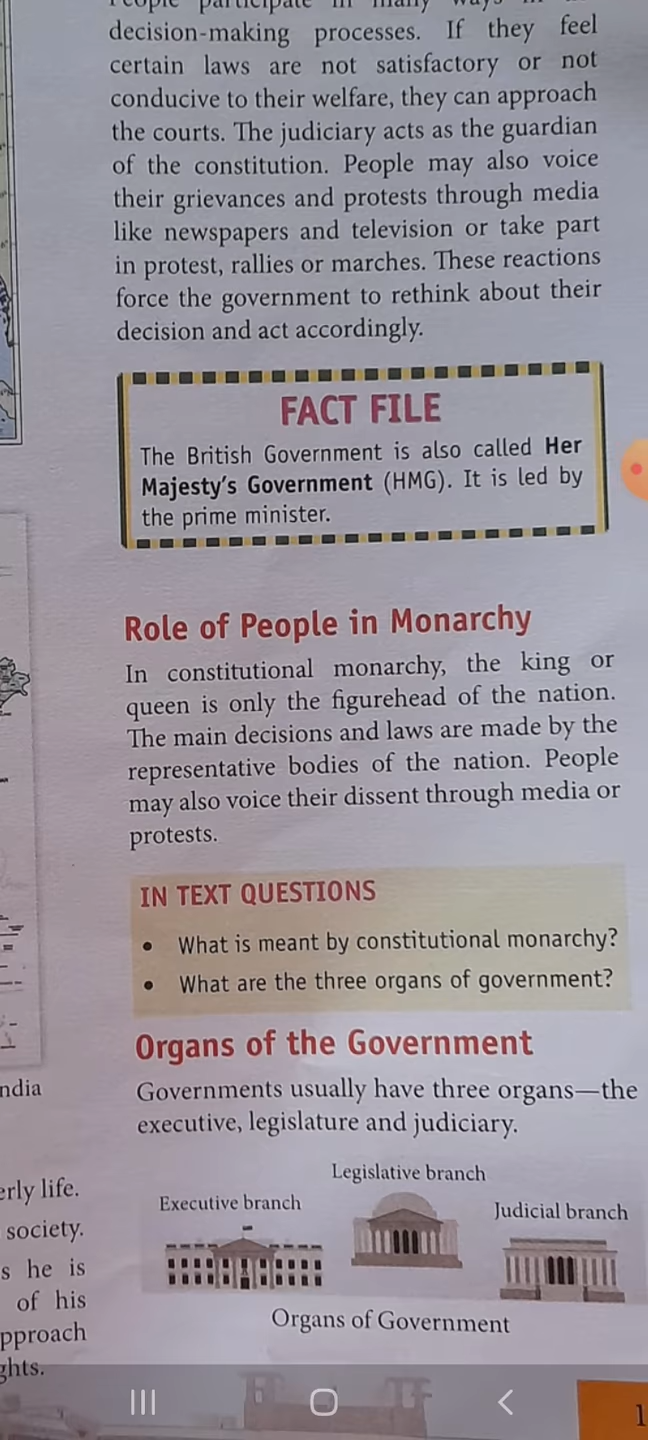 People participate in many ways in
decision-making processes. If they feel
certain laws are not satisfactory or not
conducive to their welfare, they can approach
the courts. The judiciary acts as the guardian
of the constitution. People may also voice
their grievances and protests through media
like newspapers and television or take part
in protest, rallies or marches. These reactions
force the government to rethink about their
decision and act accordingly.
FACT FILE
The British Government is also called Her
Majesty's Government (HMG). It is led by
the prime minister.
Role of People in Monarchy
In constitutional monarchy, the king or
queen is only the figurehead of the nation.
The main decisions and laws are made by the
representative bodies of the nation. People
may also voice their dissent through media or
protests.
IN TEXT QUESTIONS
• What is meant by constitutional monarchy?
• What are the three organs of government?
Organs of the Government
Governments usually have three organs—the
executive, legislature and judiciary.
Legislative branch
Executive branch
Judicial branch
Organs of Government
ndia
erly life.
society.
s he is
of his
pproach
ghts.
1